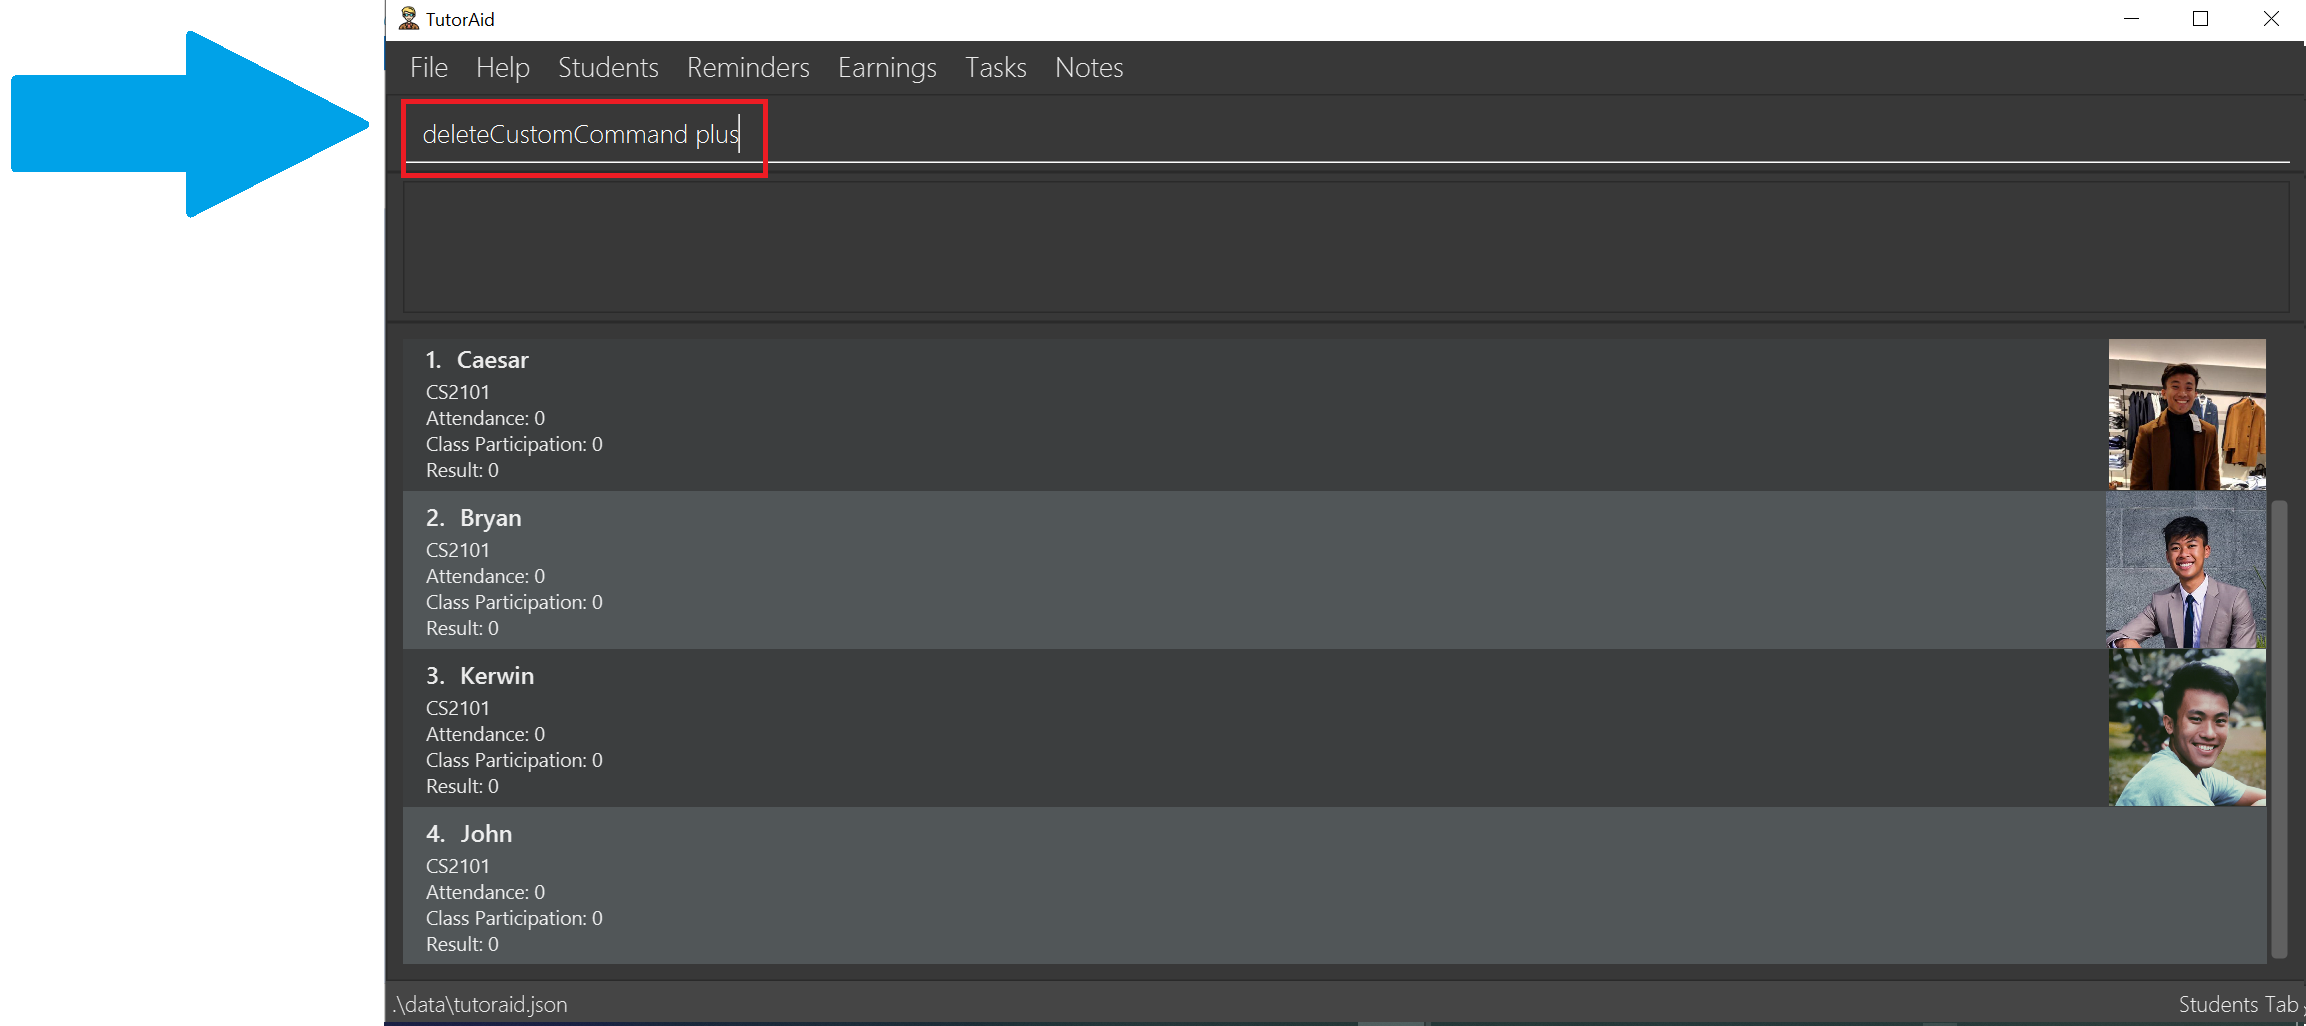 TutorAid
File Help Students Reminders Earnings Tasks Notes
deleteCustomCommand plus
1. Caesar
CS2101
Attendance: 0
Class Participation: 0
Result: 0
2. Bryan
CS2101
Attendance: 0
Class Participation: 0
Result: 0
3. Kerwin
CS2101
Attendance: 0
Class Participation: 0
Result: 0
4. John
CS2101
Attendance: 0
Class Participation: 0
Result: 0
.\data\tutoraid.json Students Tab